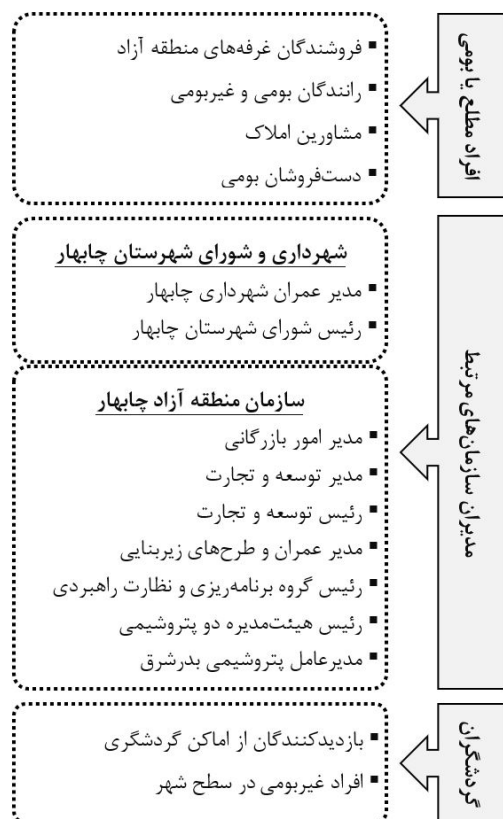 افراد مطلع یا بومی
▪ فروشندگان غرفه‌های منطقه آزاد
▪ رانندگان بومی و غیربومی
▪ مشاورین املاک
▪ دست‌فروشان بومی
مدیران سازمان‌های مرتبط
شهرداری و شورای شهرستان چابهار
▪ مدیر عمران شهرداری چابهار
▪ رئیس شورای شهرستان چابهار
سازمان منطقه آزاد چابهار
▪ مدیر امور بازرگانی
▪ مدیر توسعه و تجارت
▪ رئیس توسعه و تجارت
▪ مدیر عمران و طرح‌های زیربنایی
▪ رئیس گروه برنامه‌ریزی و نظارت راهبردی
▪ رئیس هیئت‌مدیره دو پتروشیمی
▪ مدیرعامل پتروشیمی بدرشرق
گردشگران
▪ بازدیدکنندگان از اماکن گردشگری
▪ افراد غیربومی در سطح شهر